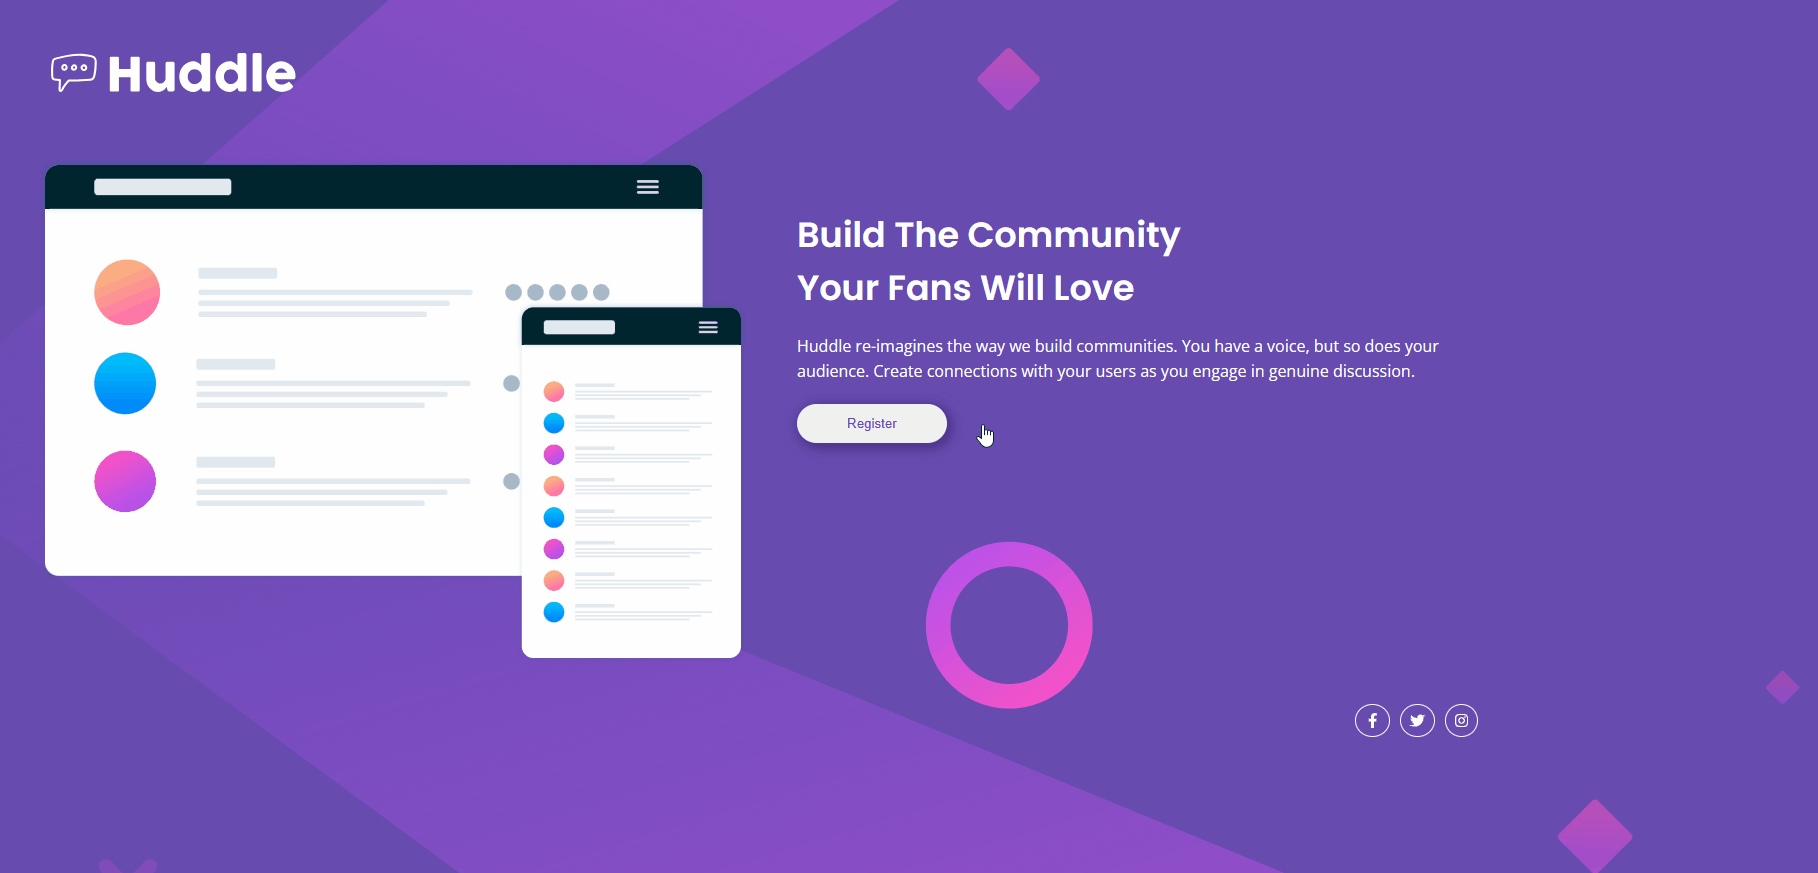 Huddle
Build The Community
Your Fans Will Love
Huddle re-imagines the way we build communities. You have a voice, but so does your
audience. Create connections with your users as you engage in genuine discussion.
Register